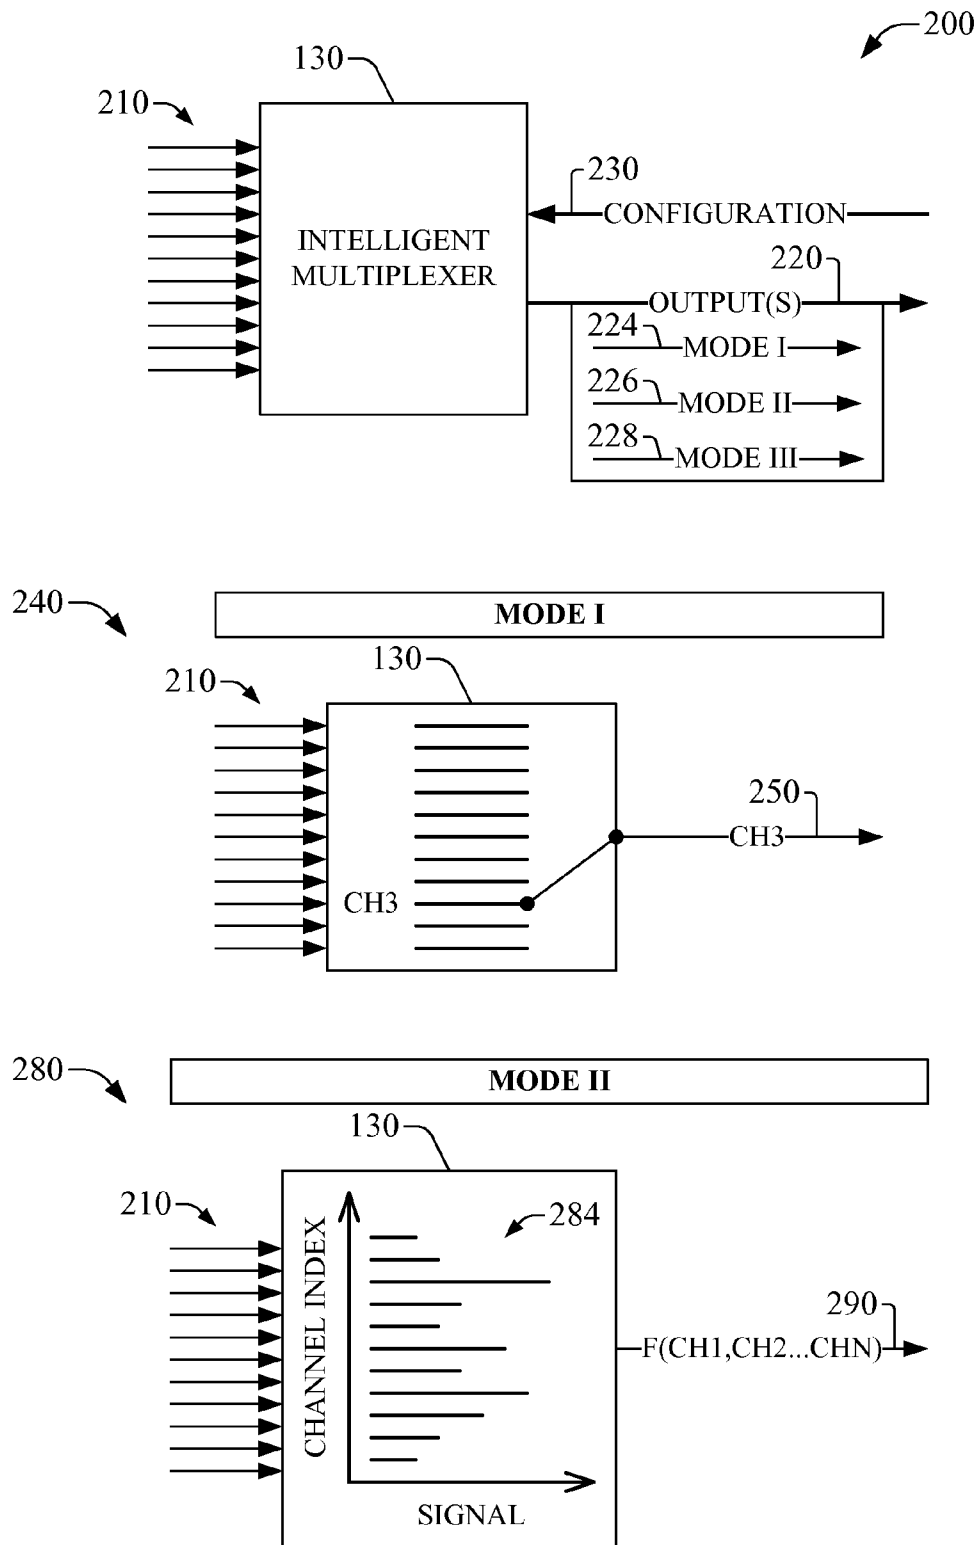 200
130
210
230
CONFIGURATION
INTELLIGENT
MULTIPLEXER
220
OUTPUT(S)
224
MODE I
226
MODE II
228
MODE III
240
MODE I
130
210
250
CH3
CH3
280
MODE II
130
210
284
CHANNEL INDEX
290
F(CH1,CH2...CHN)
SIGNAL